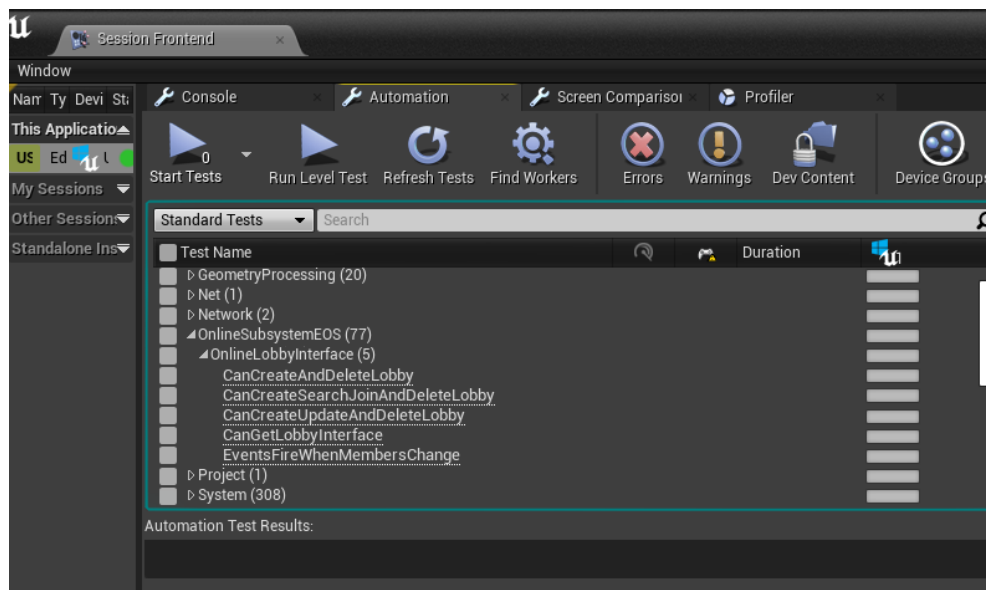 Session Frontend
Window
Nar Ty Devi St
Console
Automation
Screen Compariso
Profiler
This Applicatio
US Ed
My Sessions
Other Session
Standalone Ins
0
Start Tests
Run Level Test
Refresh Tests
Find Workers
Errors
Warnings
Dev Content
Device Groups
Standard Tests
Search
Test Name
Duration
GeometryProcessing (20)
Net (1)
Network (2)
OnlineSubsystemEOS (77)
OnlineLobbyInterface (5)
CanCreateAndDeleteLobby
CanCreateSearchJoinAndDeleteLobby
CanCreateUpdateAndDeleteLobby
CanGetLobbyInterface
EventsFireWhenMembersChange
Project (1)
System (308)
Automation Test Results: